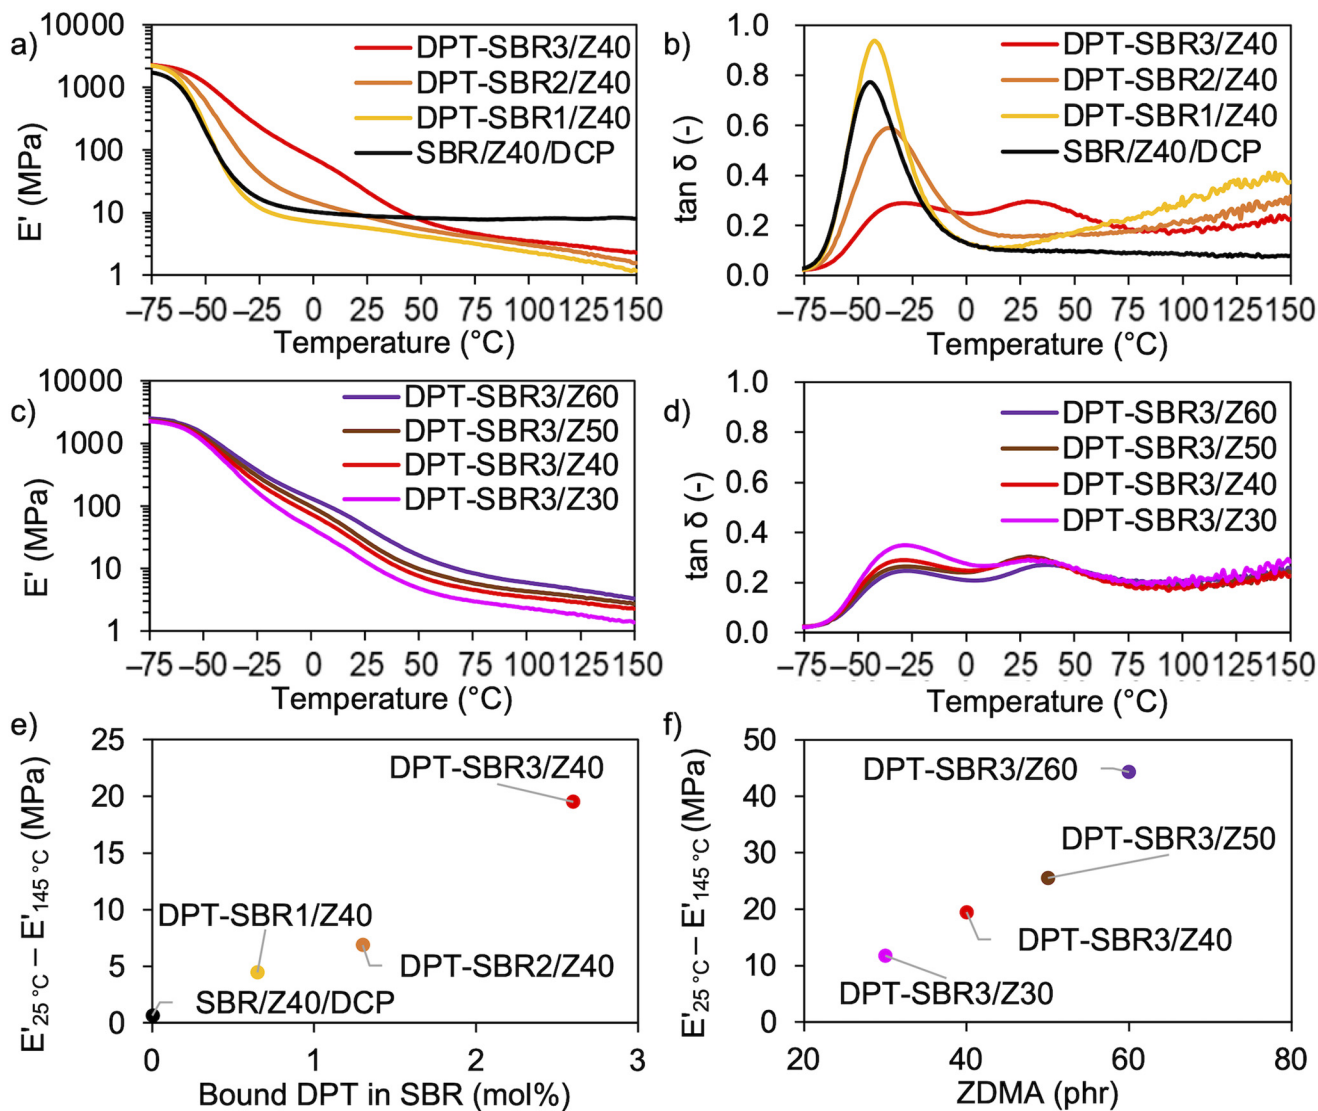 a)
10000
1000
100
10
1
E' (MPa)
DPT-SBR3/Z40
DPT-SBR2/Z40
DPT-SBR1/Z40
SBR/Z40/DCP
–75 –50 –25 0 25 50 75 100 125 150
Temperature (°C)
b)
1.0
0.8
0.6
0.4
0.2
0.0
tan δ (-)
DPT-SBR3/Z40
DPT-SBR2/Z40
DPT-SBR1/Z40
SBR/Z40/DCP
–75 –50 –25 0 25 50 75 100 125 150
Temperature (°C)
c)
10000
1000
100
10
1
E' (MPa)
DPT-SBR3/Z60
DPT-SBR3/Z50
DPT-SBR3/Z40
DPT-SBR3/Z30
–75 –50 –25 0 25 50 75 100 125 150
Temperature (°C)
d)
1.0
0.8
0.6
0.4
0.2
0.0
tan δ (-)
DPT-SBR3/Z60
DPT-SBR3/Z50
DPT-SBR3/Z40
DPT-SBR3/Z30
–75 –50 –25 0 25 50 75 100 125 150
Temperature (°C)
e)
25
20
15
10
5
0
E'25 °C – E'145 °C (MPa)
DPT-SBR3/Z40
DPT-SBR1/Z40
DPT-SBR2/Z40
SBR/Z40/DCP
0 1 2 3
Bound DPT in SBR (mol%)
f)
50
40
30
20
10
0
E'25 °C – E'145 °C (MPa)
DPT-SBR3/Z60
DPT-SBR3/Z50
DPT-SBR3/Z40
DPT-SBR3/Z30
20 40 60 80
ZDMA (phr)